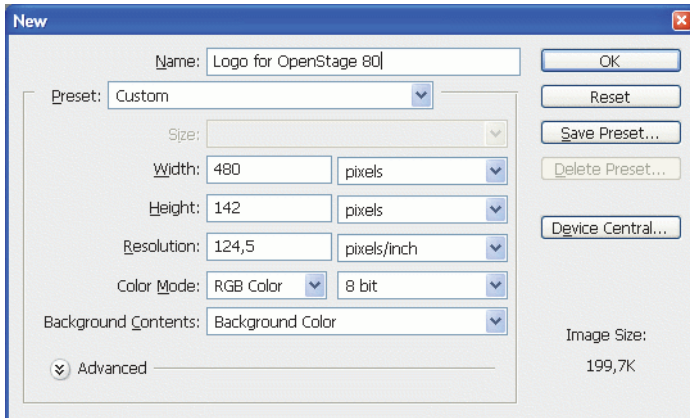 New
Name: Logo for OpenStage 80
OK
Preset: Custom
Reset
Size:
Save Preset...
Width: 480 pixels
Delete Preset...
Height: 142 pixels
Device Central...
Resolution: 124,5 pixels/inch
Color Mode: RGB Color 8 bit
Background Contents: Background Color
Image Size:
199,7K
Advanced